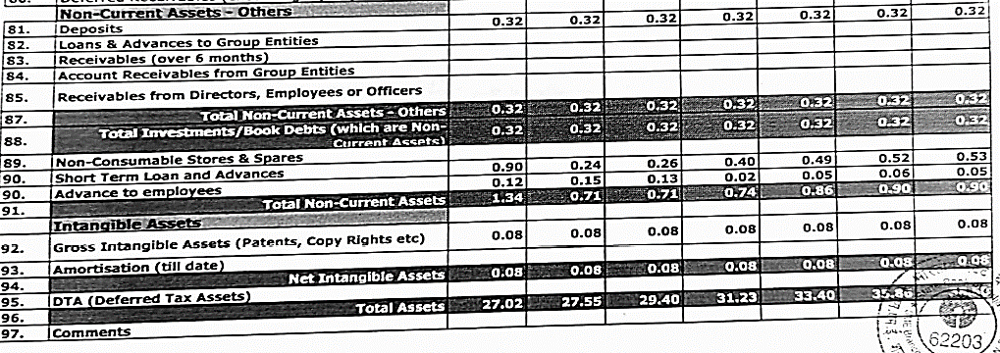 Non-Current Assets - Others
81. Deposits 0.32 0.32 0.32 0.32 0.32 0.32 0.32
82. Loans & Advances to Group Entities
83. Receivables (over 6 months)
84. Account Receivables from Group Entities
85. Receivables from Directors, Employees or Officers
87. Total Non-Current Assets - Others 0.32 0.32 0.32 0.32 0.32 0.32 0.32
Total Investments/Book Debts (which are Non-
88. Current Assets) 0.32 0.32 0.32 0.32 0.32 0.32 0.32
89. Non-Consumable Stores & Spares
90. Short Term Loan and Advances 0.90 0.24 0.26 0.40 0.49 0.52 0.53
90. Advance to employees 0.12 0.15 0.13 0.02 0.05 0.06 0.05
91. Total Non-Current Assets 1.34 0.71 0.71 0.74 0.86 0.90 0.90
Intangible Assets
92. Gross Intangible Assets (Patents, Copy Rights etc) 0.08 0.08 0.08 0.08 0.08 0.08 0.08
93. Amortisation (till date)
94. Net Intangible Assets 0.08 0.08 0.08 0.08 0.08 0.08 0.08
95. DTA (Deferred Tax Assets)
96. Total Assets 27.02 27.55 29.40 31.23 33.40 35.86
97. Comments
62203